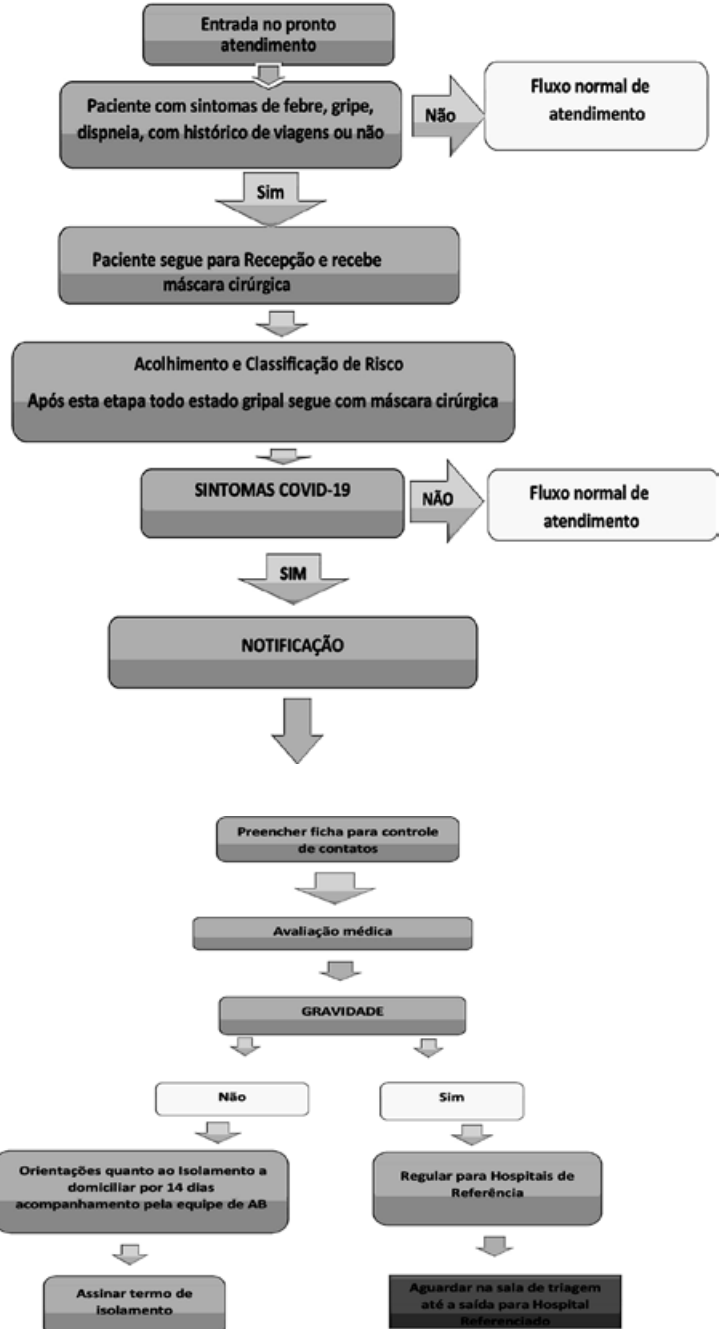 Entrada no pronto
atendimento
Paciente com sintomas de febre, gripe,
dispneia, com histórico de viagens ou não
Não
Fluxo normal de
atendimento
Sim
Paciente segue para Recepção e recebe
máscara cirúrgica
Acolhimento e Classificação de Risco
Após esta etapa todo estado gripal segue com máscara cirúrgica
SINTOMAS COVID-19
NÃO
Fluxo normal de
atendimento
SIM
NOTIFICAÇÃO
Preencher ficha para controle
de contatos
Avaliação médica
GRAVIDADE
Não
Sim
Orientações quanto ao Isolamento a
domiciliar por 14 dias
acompanhamento pela equipe de AB
Regular para Hospitais de
Referência
Assinar termo de
isolamento
Aguardar na sala de triagem
até a saída para Hospital
Referenciado